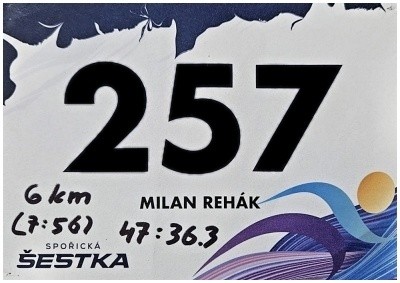 257
6 km
MILAN REHÁK
(7:56)
47:36.3
SPOŘICKÁ
ŠESTKA